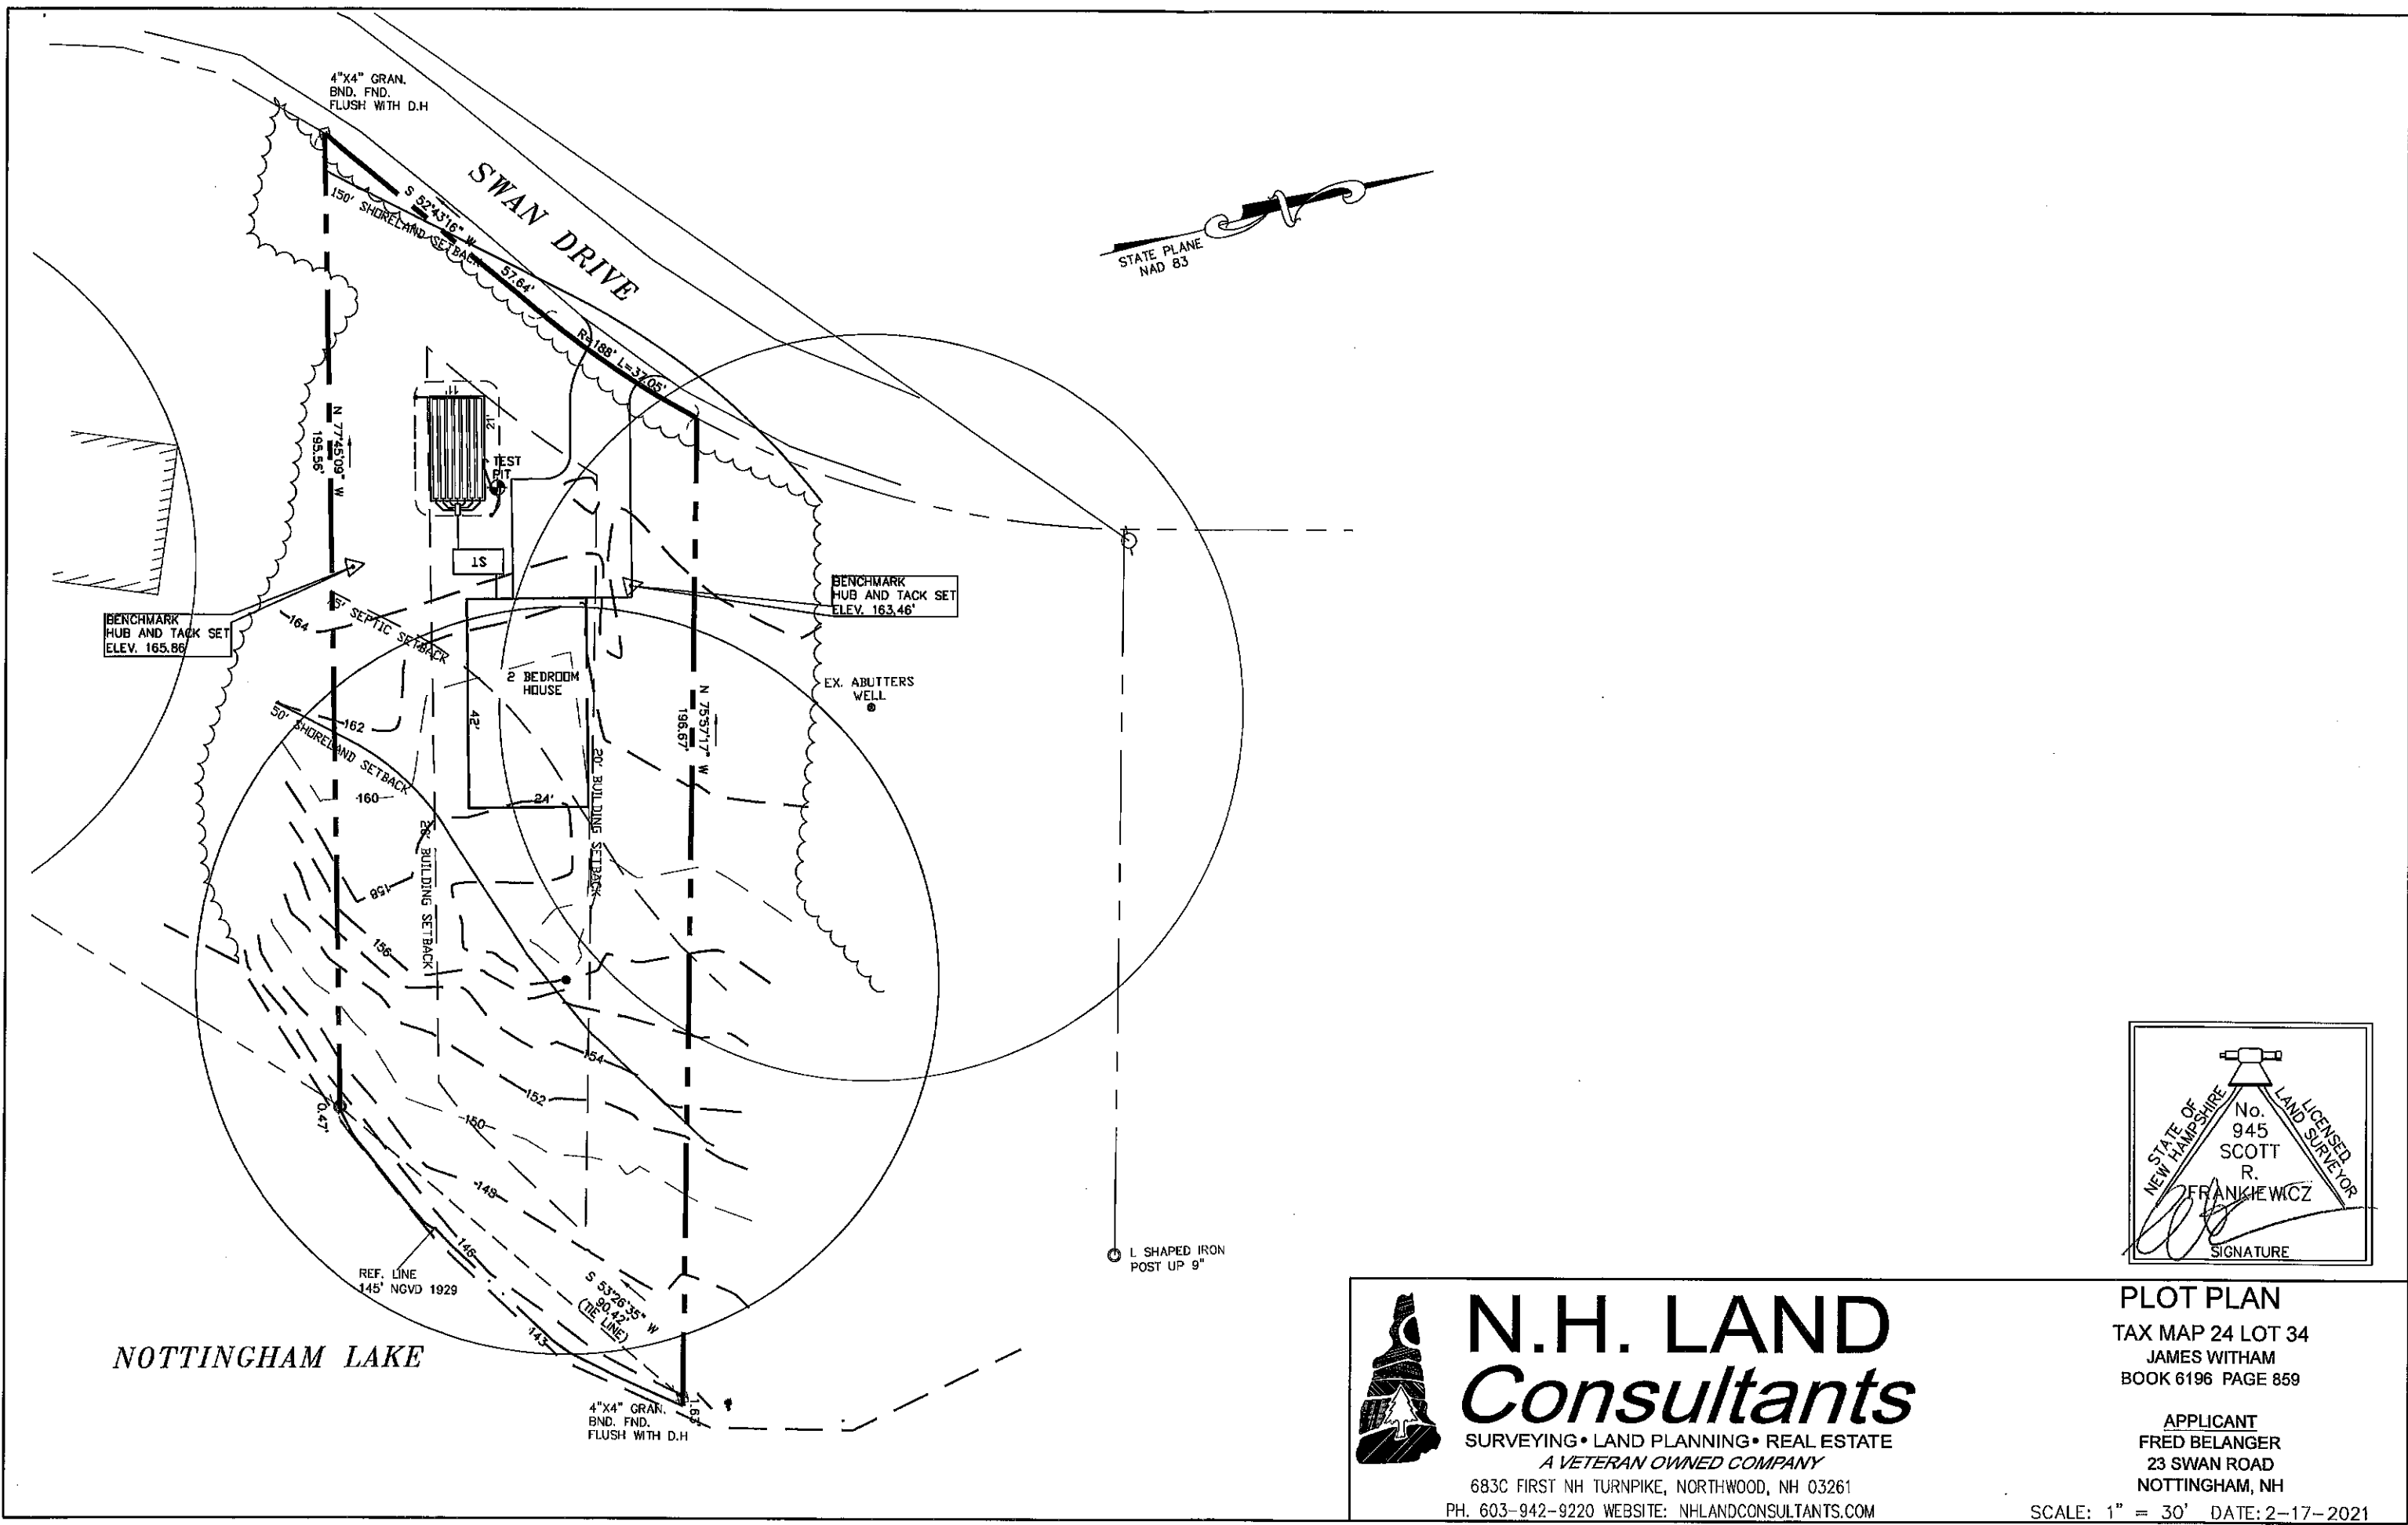 4"X4" GRAN.
BND. FND.
FLUSH WITH D.H
SWAN DRIVE
S 52°43'16" W
57.64'
150' SHORELAND SETBACK
R=188' L=37.05'
STATE PLANE
NAD 83
N
11'
21'
TEST
PIT
N 77°45'09" W
195.56'
ST
BENCHMARK
HUB AND TACK SET
ELEV. 163.46'
BENCHMARK
HUB AND TACK SET
ELEV. 165.86'
164
75' SEPTIC SETBACK
2 BEDROOM
HOUSE
42'
24'
EX. ABUTTERS
WELL
N 75°57'17" W
196.67'
162
50' SHORELAND SETBACK
160
20' BUILDING SETBACK
20' BUILDING SETBACK
158
156
154
152
150
148
146
143
0.47'
REF. LINE
145' NGVD 1929
S 53°26'35" W
90.42'
(TIE LINE)
1.63'
4"X4" GRAN.
BND. FND.
FLUSH WITH D.H
L SHAPED IRON
POST UP 9"
NOTTINGHAM LAKE
STATE OF
NEW HAMPSHIRE
LICENSED
LAND SURVEYOR
No.
945
SCOTT
R.
FRANKIEWICZ
SIGNATURE
N.H. LAND
Consultants
SURVEYING • LAND PLANNING • REAL ESTATE
A VETERAN OWNED COMPANY
683C FIRST NH TURNPIKE, NORTHWOOD, NH 03261
PH. 603-942-9220 WEBSITE: NHLANDCONSULTANTS.COM
PLOT PLAN
TAX MAP 24 LOT 34
JAMES WITHAM
BOOK 6196 PAGE 859
APPLICANT
FRED BELANGER
23 SWAN ROAD
NOTTINGHAM, NH
SCALE: 1" = 30' DATE: 2-17-2021